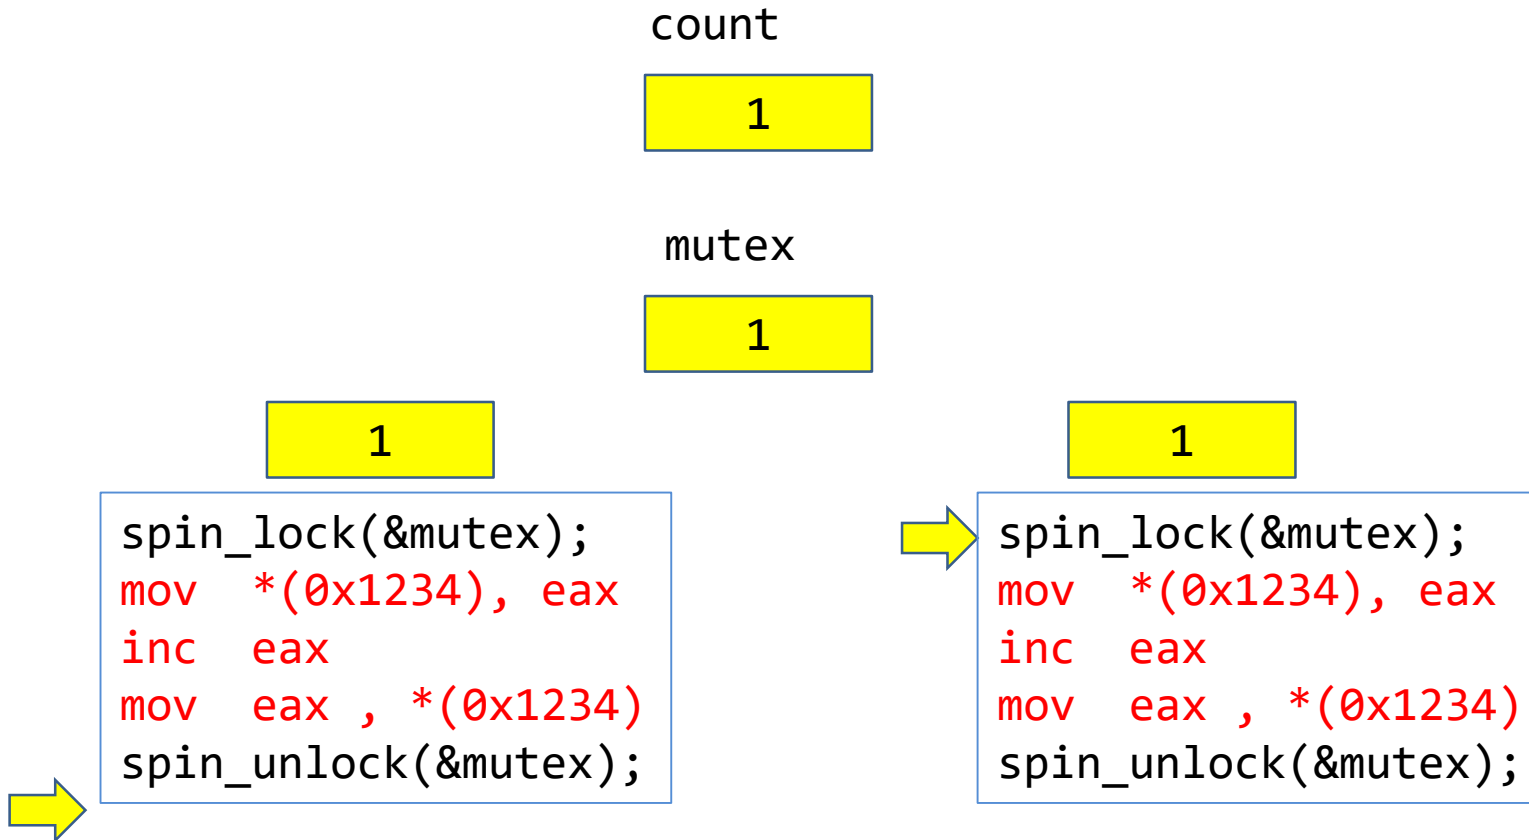 count
1
mutex
1
1
1
spin_lock(&mutex);
mov  *(0x1234), eax
inc  eax
mov  eax , *(0x1234)
spin_unlock(&mutex);
spin_lock(&mutex);
mov  *(0x1234), eax
inc  eax
mov  eax , *(0x1234)
spin_unlock(&mutex);